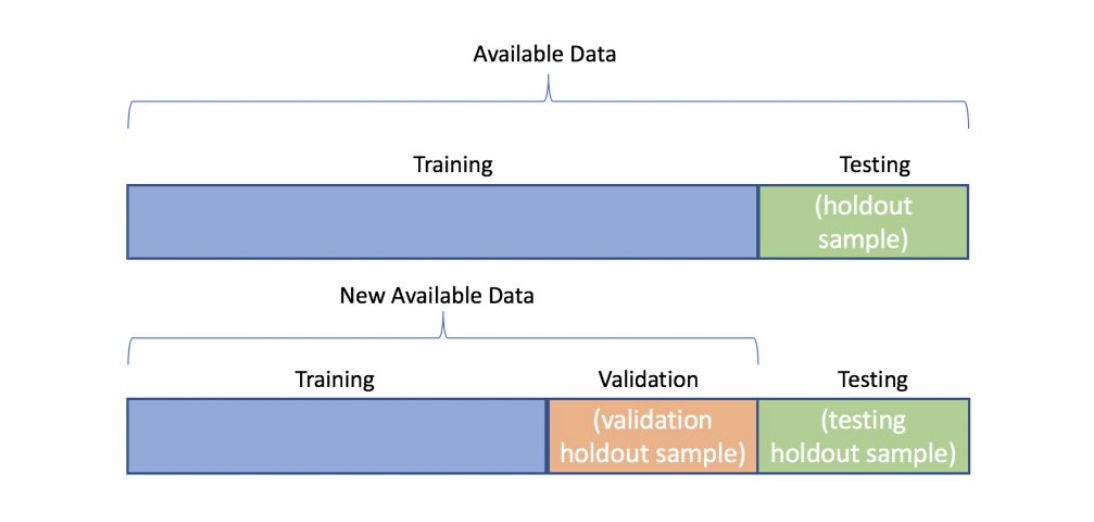 Available Data
Training
Testing
(holdout
sample)
New Available Data
Training
Validation
Testing
(validation
holdout sample)
(testing
holdout sample)